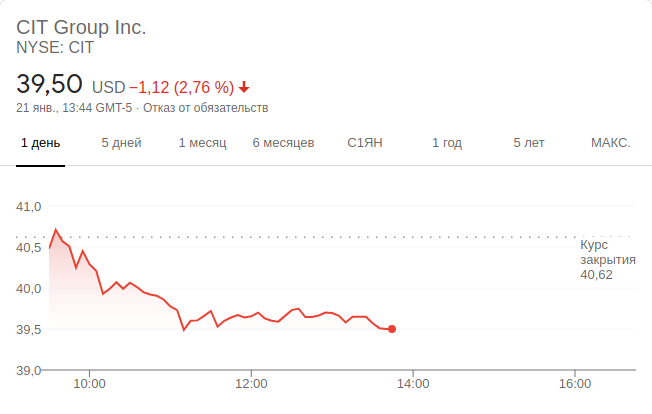 CIT Group Inc.
NYSE: CIT
39,50 USD −1,12 (2,76 %)
21 янв., 13:44 GMT-5 · Отказ от обязательств
1 день 5 дней 1 месяц 6 месяцев С1ЯН 1 год 5 лет МАКС.
41,0
40,5
40,0
39,5
39,0
Курс
закрытия
40,62
10:00 12:00 14:00 16:00